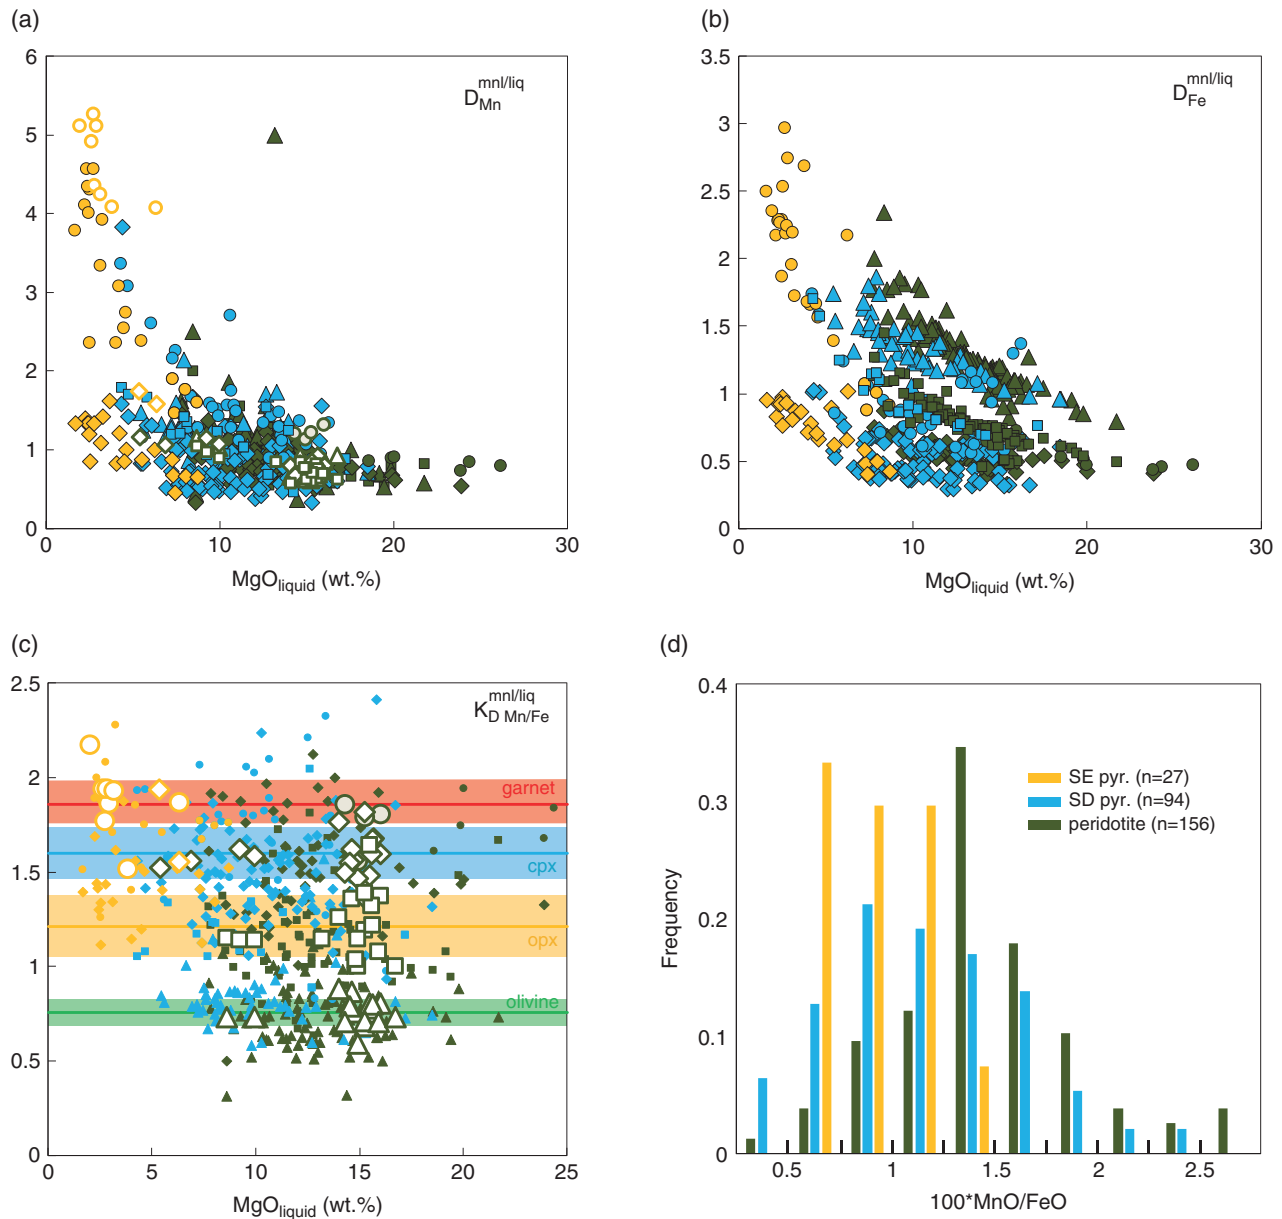 (a)
(b)
6
5
4
3
2
1
0
D_Mn^mnl/liq
0
10
20
30
MgO_liquid (wt.%)
3.5
3
2.5
2
1.5
1
0.5
0
D_Fe^mnl/liq
0
10
20
30
MgO_liquid (wt.%)
(c)
(d)
2.5
2
1.5
1
0.5
0
K_D Mn/Fe^mnl/liq
garnet
cpx
opx
olivine
0
5
10
15
20
25
MgO_liquid (wt.%)
0.4
0.3
0.2
0.1
0
Frequency
SE pyr. (n=27)
SD pyr. (n=94)
peridotite (n=156)
0.5
1
1.5
2
2.5
100*MnO/FeO